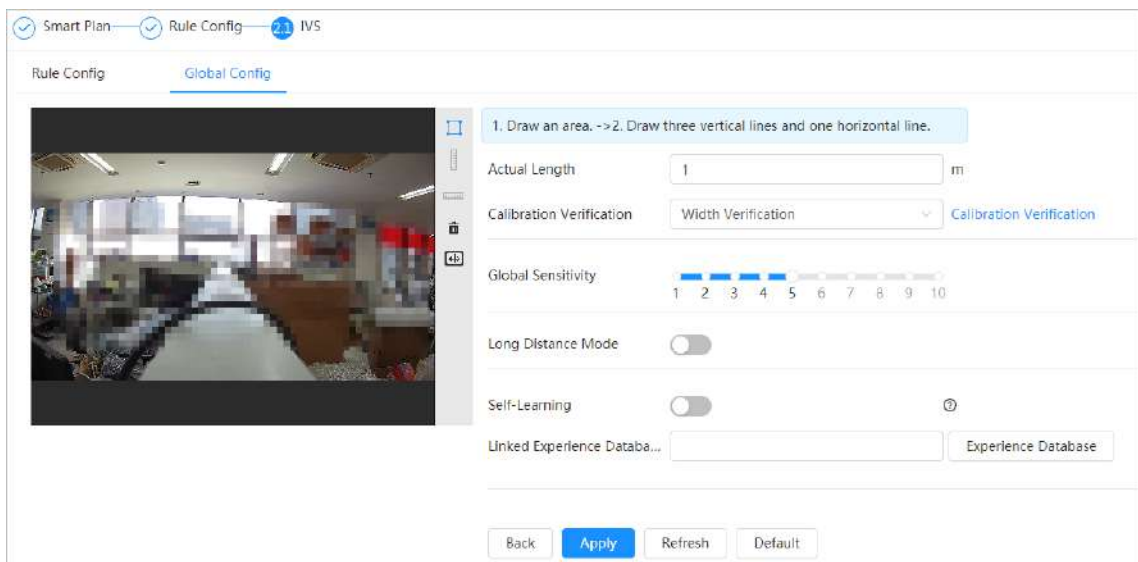 Smart Plan Rule Config 2.1 IVS
Rule Config Global Config
1. Draw an area. ->2. Draw three vertical lines and one horizontal line.
Actual Length 1 m
Calibration Verification Width Verification Calibration Verification
Global Sensitivity
1 2 3 4 5 6 7 8 9 10
Long Distance Mode
Self-Learning
Linked Experience Databa... Experience Database
Back Apply Refresh Default